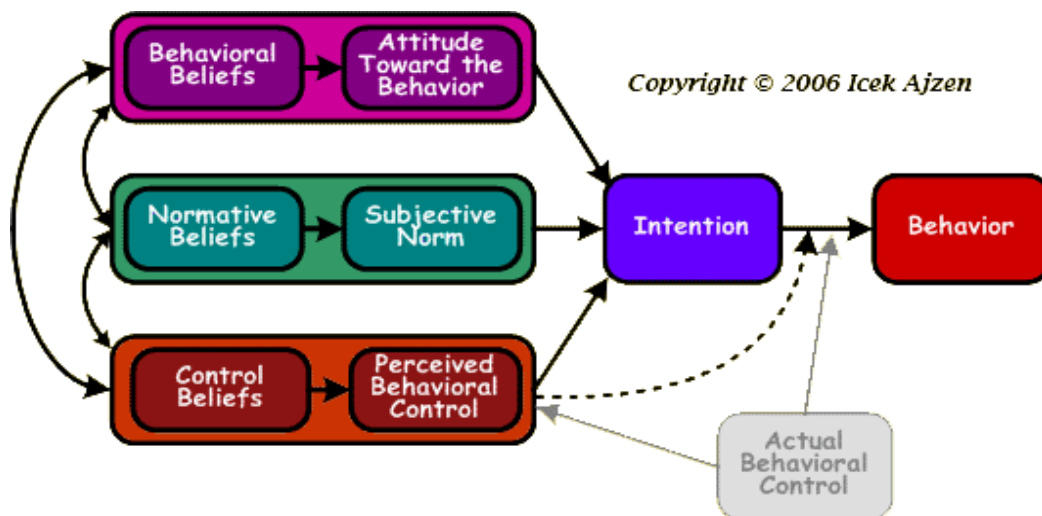 Behavioral
Beliefs
Attitude
Toward the
Behavior
Copyright © 2006 Icek Ajzen
Normative
Beliefs
Subjective
Norm
Intention
Behavior
Control
Beliefs
Perceived
Behavioral
Control
Actual
Behavioral
Control